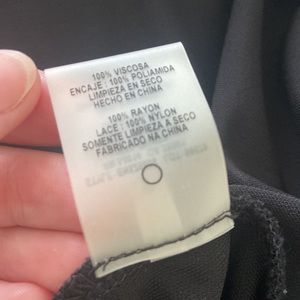 100% VISCOSA
ENCAJE : 100% POLIAMIDA
LIMPIEZA EN SECO
HECHO EN CHINA
100% RAYON
LACE : 100% NYLON
SOMENTE LIMPIEZA A SECO
FABRICADO NA CHINA